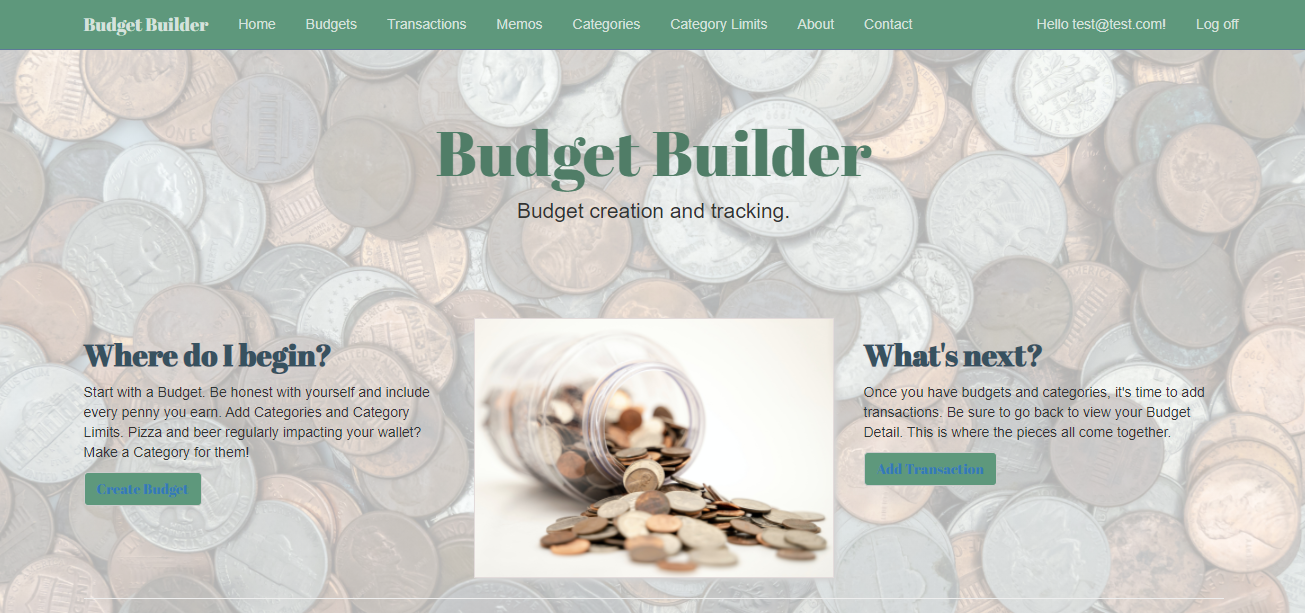 Budget Builder Home Budgets Transactions Memos Categories Category Limits About Contact Hello test@test.com! Log off
Budget Builder
Budget creation and tracking.
Where do I begin?
Start with a Budget. Be honest with yourself and include
every penny you earn. Add Categories and Category
Limits. Pizza and beer regularly impacting your wallet?
Make a Category for them!
Create Budget
What's next?
Once you have budgets and categories, it's time to add
transactions. Be sure to go back to view your Budget
Detail. This is where the pieces all come together.
Add Transaction